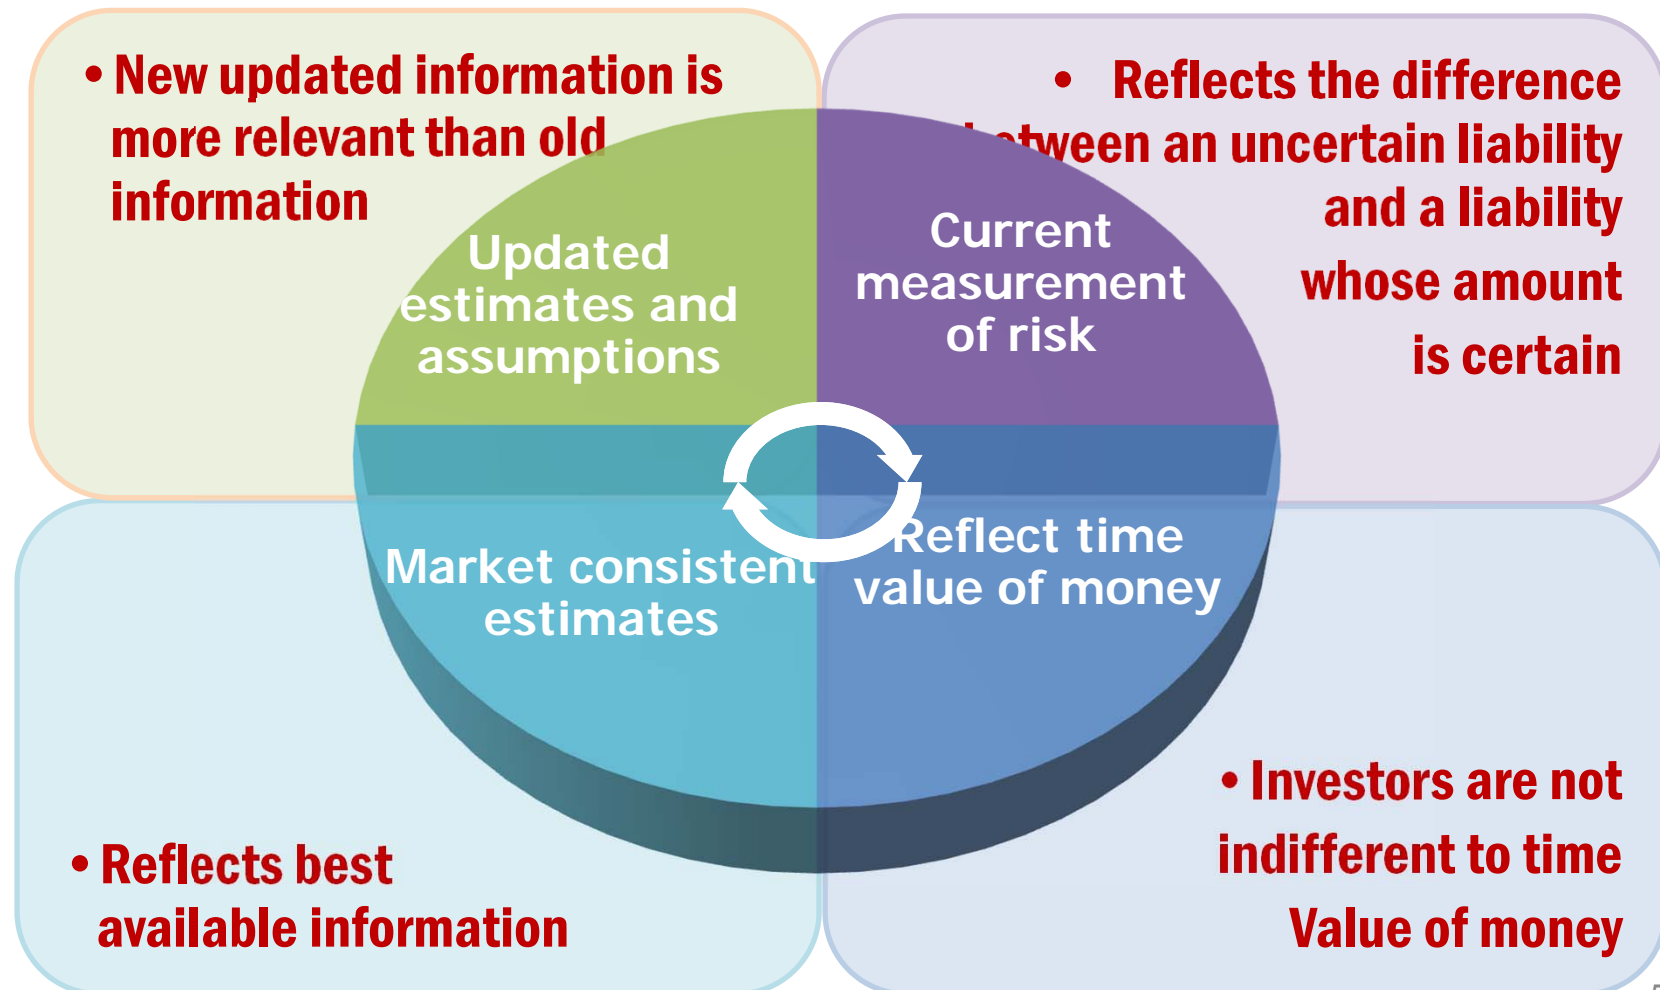 • New updated information is
more relevant than old
information
• Reflects the difference
between an uncertain liability
and a liability
whose amount
is certain
Updated
estimates and
assumptions
Current
measurement
of risk
Market consistent
estimates
Reflect time
value of money
• Reflects best
available information
• Investors are not
indifferent to time
Value of money